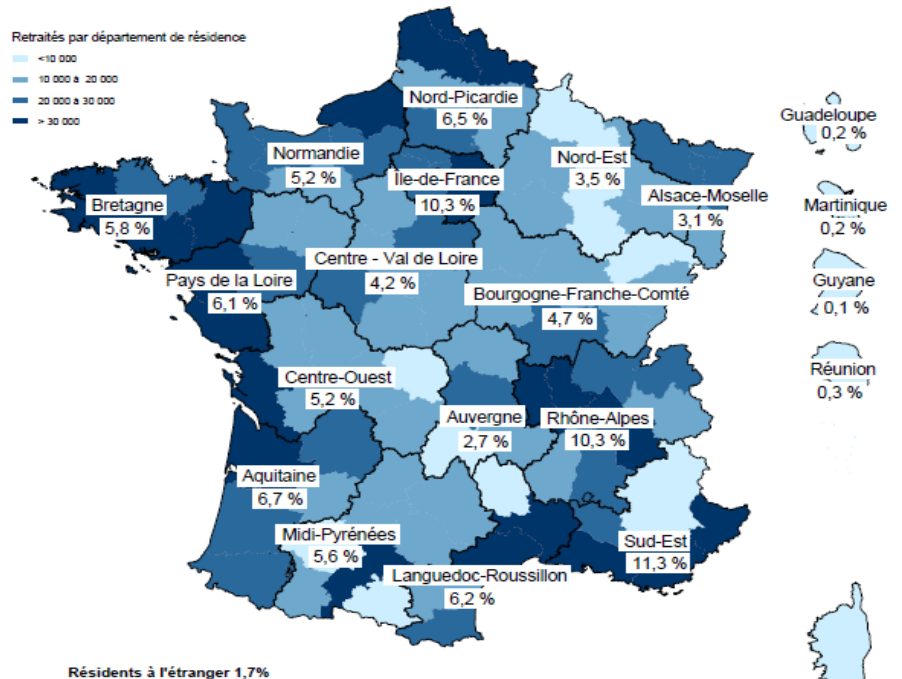 Retraités par département de résidence
<10 000
10 000 à 20 000
20 000 à 30 000
> 30 000
Nord-Picardie
6,5 %
Guadeloupe
0,2 %
Normandie
5,2 %
Nord-Est
3,5 %
Île-de-France
10,3 %
Alsace-Moselle
3,1 %
Bretagne
5,8 %
Martinique
0,2 %
Centre - Val de Loire
4,2 %
Pays de la Loire
6,1 %
Guyane
0,1 %
Bourgogne-Franche-Comté
4,7 %
Réunion
0,3 %
Centre-Ouest
5,2 %
Auvergne
2,7 %
Rhône-Alpes
10,3 %
Aquitaine
6,7 %
Midi-Pyrénées
5,6 %
Sud-Est
11,3 %
Languedoc-Roussillon
6,2 %
Résidents à l'étranger 1,7%